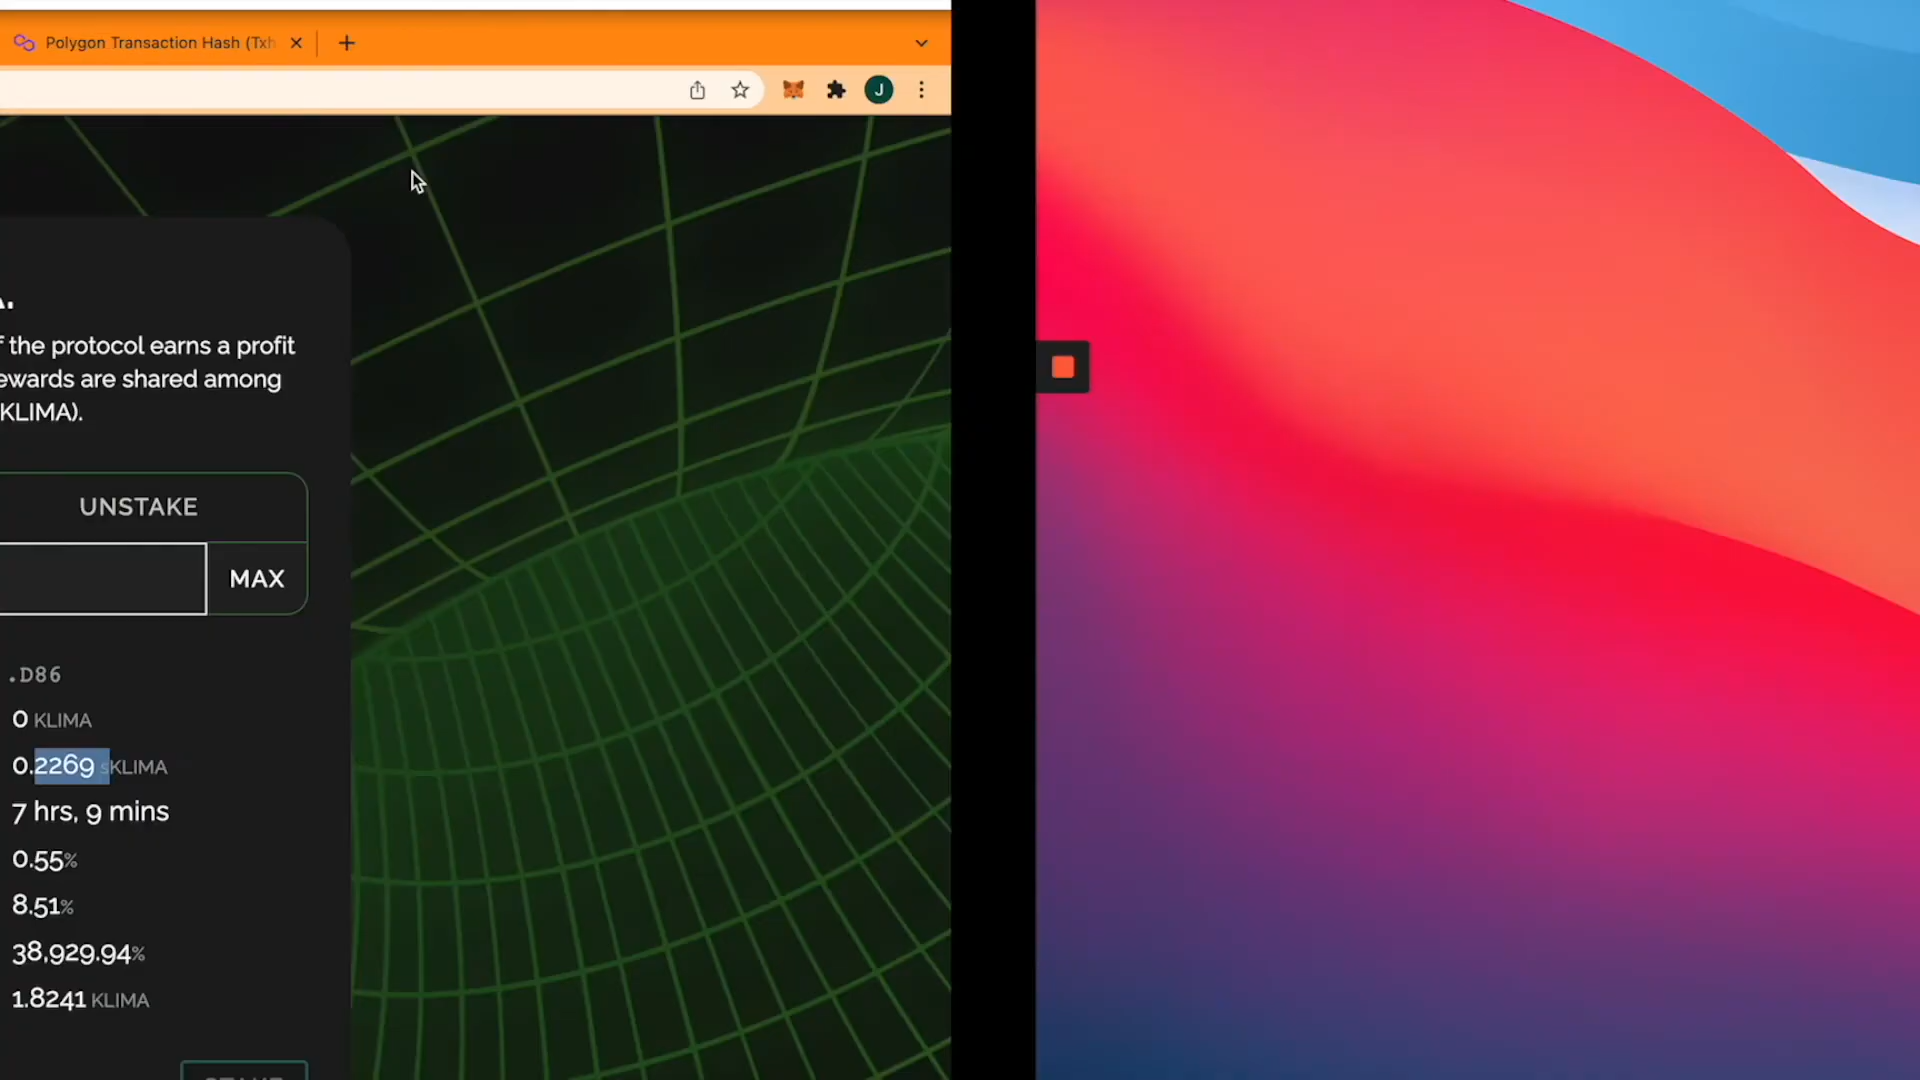 Polygon Transaction Hash (Txh
J
f the protocol earns a profit
ewards are shared among
KLIMA).
UNSTAKE
MAX
.D86
0 KLIMA
0.2269 sKLIMA
7 hrs, 9 mins
0.55%
8.51%
38,929.94%
1.8241 KLIMA
STAKE